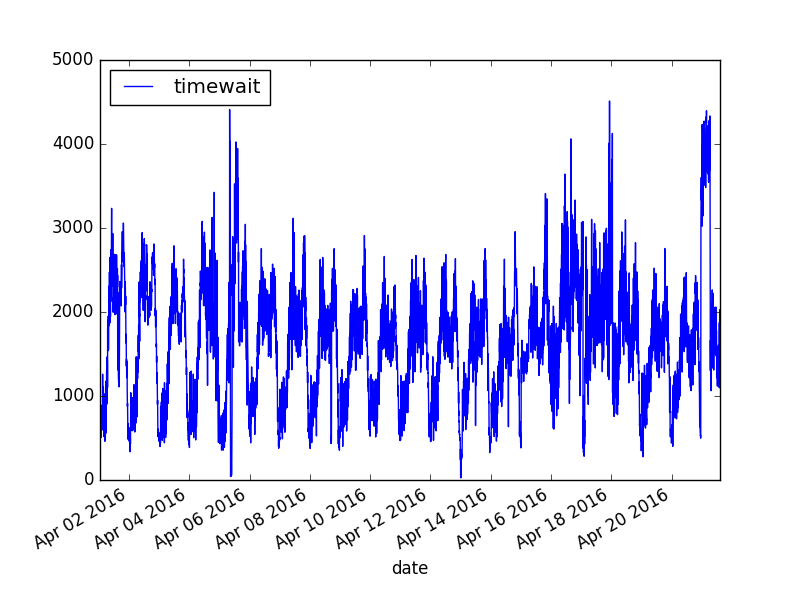 5000
timewait
4000
3000
2000
1000
0
Apr 02 2016
Apr 04 2016
Apr 06 2016
Apr 08 2016
Apr 10 2016
Apr 12 2016
Apr 14 2016
Apr 16 2016
Apr 18 2016
Apr 20 2016
date